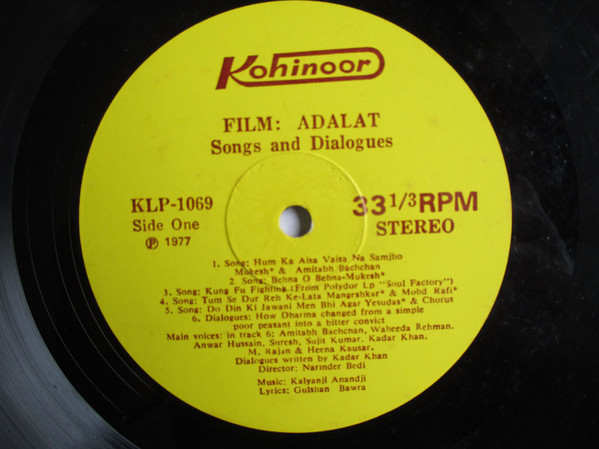 Kohinoor
FILM: ADALAT
Songs and Dialogues
KLP-1069
Side One
Ⓟ 1977
33 1/3 RPM
STEREO
1. Song: Hum Ka Aisa Vaisa Na Samjho
Mukesh* & Amitabh Bachchan
2. Song: Behna O Behna-Mukesh*
3. Song: Kung Fu Fighting (From Polydor Lp "Soul Factory")
4. Song: Tum Se Dur Reh Ke-Lata Mangeshkar* & Mohd Rafi*
5. Song: Do Din Ki Jawani Men Bhi Agar Yesudas* & Chorus
6. Dialogues: How Dharma changed from a simple
poor peasant into a bitter convict
Main voices: in track 6: Amitabh Bachchan, Waheeda Rehman.
Anwar Hussain, Suresh, Sujit Kumar, Kadar Khan.
M. Rajan & Heena Kausar.
Dialogues written by Kadar Khan
Director: Narinder Bedi
Music: Kalyanji Anandji
Lyrics: Gulshan Bawra